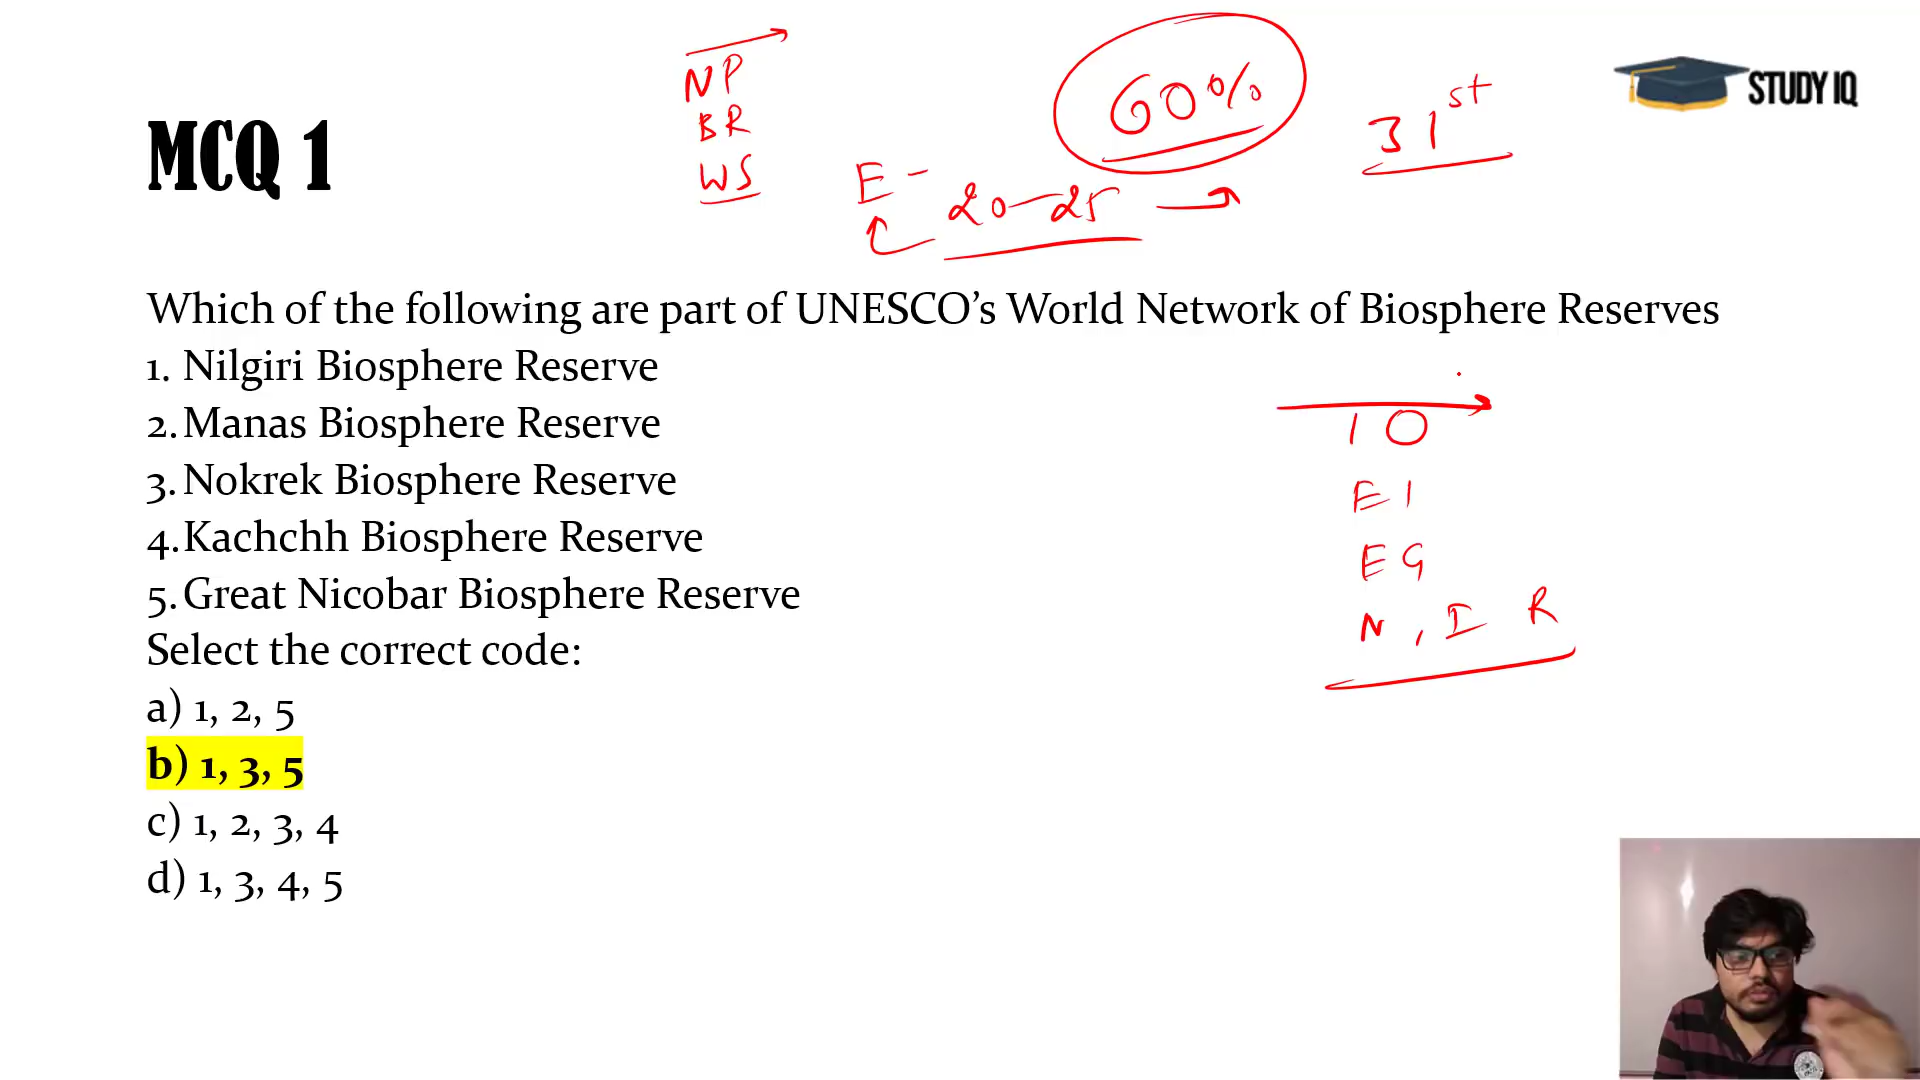 NP
BR
WS
60%
31st
STUDY IQ
E - 20-25
MCQ 1
Which of the following are part of UNESCO’s World Network of Biosphere Reserves
1. Nilgiri Biosphere Reserve
2. Manas Biosphere Reserve
3. Nokrek Biosphere Reserve
4. Kachchh Biosphere Reserve
5. Great Nicobar Biosphere Reserve
Select the correct code:
a) 1, 2, 5
b) 1, 3, 5
c) 1, 2, 3, 4
d) 1, 3, 4, 5
10
E I
E G
N, I R